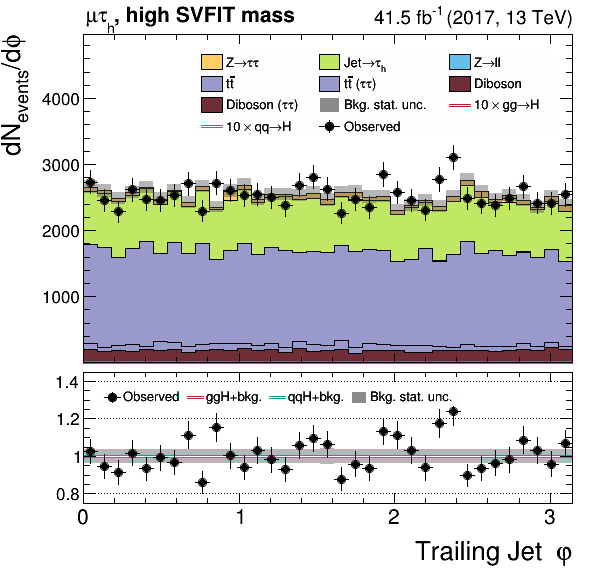 μτh, high SVFIT mass 41.5 fb⁻¹ (2017, 13 TeV)
dNevents/dφ
Z→ττ Jet→τh Z→ll
tt̄ tt̄ (ττ) Diboson
Diboson (ττ) Bkg. stat. unc. 10 × gg→H
10 × qq→H Observed
4000
3000
2000
1000
Observed ggH+bkg. qqH+bkg. Bkg. stat. unc.
1.4
1.2
1
0.8
0 1 2 3
Trailing Jet φ